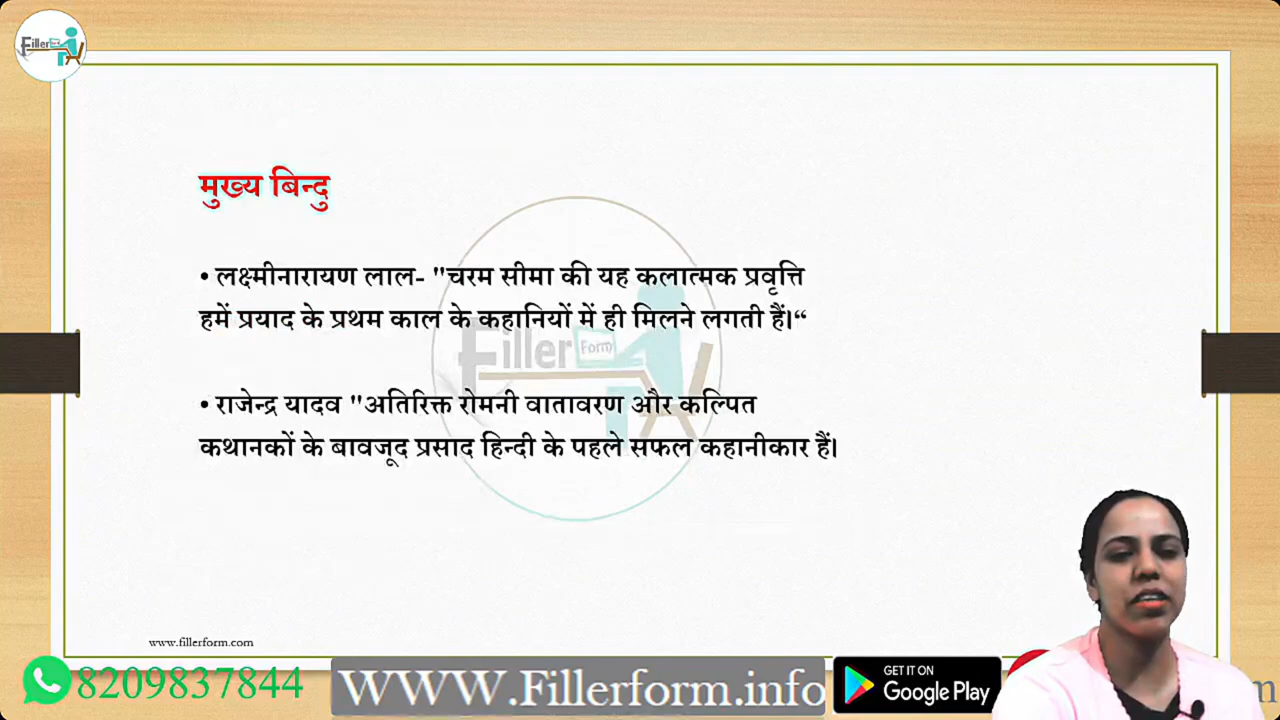 FillerForm
मुख्य बिन्दु
• लक्ष्मीनारायण लाल- "चरम सीमा की यह कलात्मक प्रवृत्ति
हमें प्रयाद के प्रथम काल के कहानियों में ही मिलने लगती हैं।“
FillerForm
• राजेन्द्र यादव "अतिरिक्त रोमनी वातावरण और कल्पित
कथानकों के बावजूद प्रसाद हिन्दी के पहले सफल कहानीकार हैं।
www.fillerform.com
8209837844
WWW.Fillerform.info
GET IT ON
Google Play